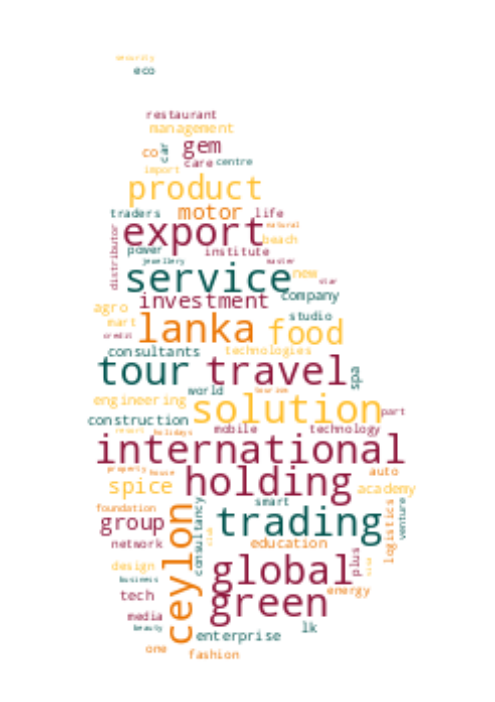 security
eco
restaurant
management
co car gem
care centre
import
product
traders motor life
distributor export natural
beach
power institute
jewellery master
service new star
investment company
agro studio
mart lanka food
credit
consultants technologies
tour travel spa
world tourism
engineering solution part
construction mobile technology
resort holidays
international
property house auto
spice holding academy
smart
foundation ceylon consultancy trading logistics venture
group
network education plus
design global
business energy
tech green
media
beauty lk
enterprise
one fashion